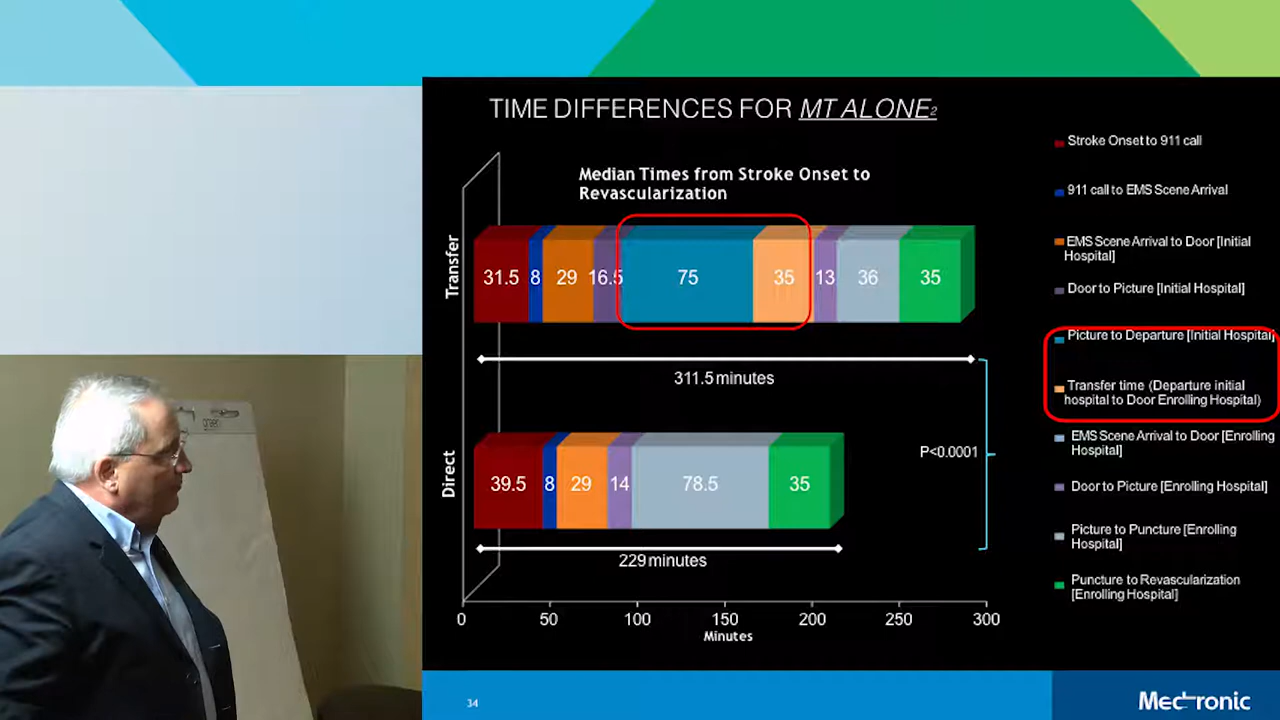 TIME DIFFERENCES FOR MT ALONE2
Median Times from Stroke Onset to
Revascularization
Transfer
31.5 8 29 16.5 75 35 13 36 35
311.5 minutes
P<0.0001
Direct
39.5 8 29 14 78.5 35
229 minutes
0 50 100 150 200 250 300
Minutes
Stroke Onset to 911 call
911 call to EMS Scene Arrival
EMS Scene Arrival to Door [Initial
Hospital]
Door to Picture [Initial Hospital]
Picture to Departure [Initial Hospital]
Transfer time (Departure initial
hospital to Door Enrolling Hospital)
EMS Scene Arrival to Door [Enrolling
Hospital]
Door to Picture [Enrolling Hospital]
Picture to Puncture [Enrolling
Hospital]
Puncture to Revascularization
[Enrolling Hospital]
34
Medtronic